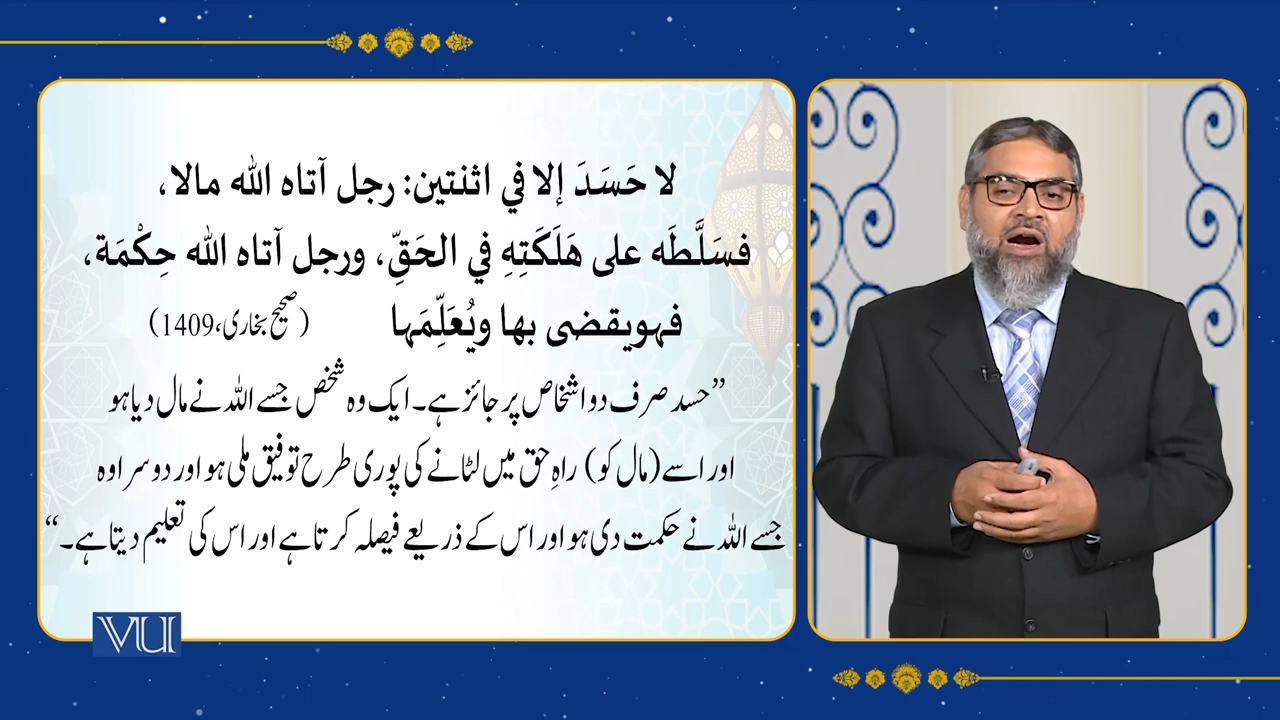 لا حَسَدَ إلا في اثنتين: رجل آتاه الله مالا،
فسَلَّطَه على هَلَكَتِهِ في الحَقِّ، ورجل آتاه الله حِكْمَة،
فهويقضى بها ويُعَلِّمَها (صحیح بخاری،1409)
”حسد صرف دو اشخاص پر جائز ہے۔ ایک وہ شخص جسے اللہ نے مال دیا ہو
اور اسے (مال کو) راہِ حق میں لٹانے کی پوری طرح توفیق ملی ہو اور دوسرا وہ
جسے اللہ نے حکمت دی ہو اور اس کے ذریعے فیصلہ کرتا ہے اور اس کی تعلیم دیتا ہے۔“
VU